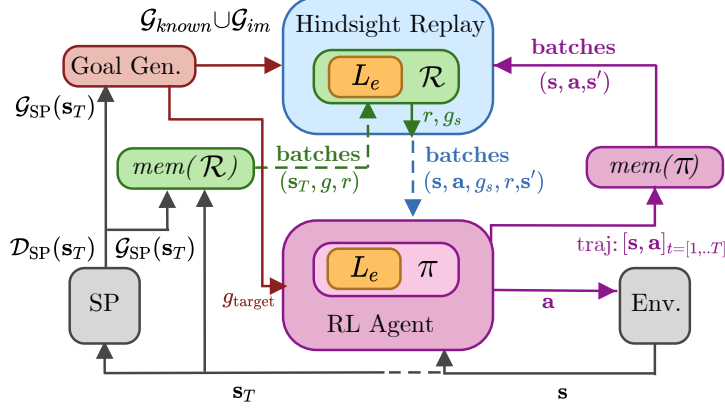 𝒢known∪𝒢im
Hindsight Replay
Goal Gen.
Le
ℛ
batches
(s, a,s′)
𝒢SP(sT)
r, gs
mem(ℛ)
batches
(sT, g, r)
batches
(s, a, gs, r,s′)
mem(π)
𝒟SP(sT)
𝒢SP(sT)
traj: [s, a]t=[1,..T]
SP
gtarget
Le
π
RL Agent
a
Env.
sT
s